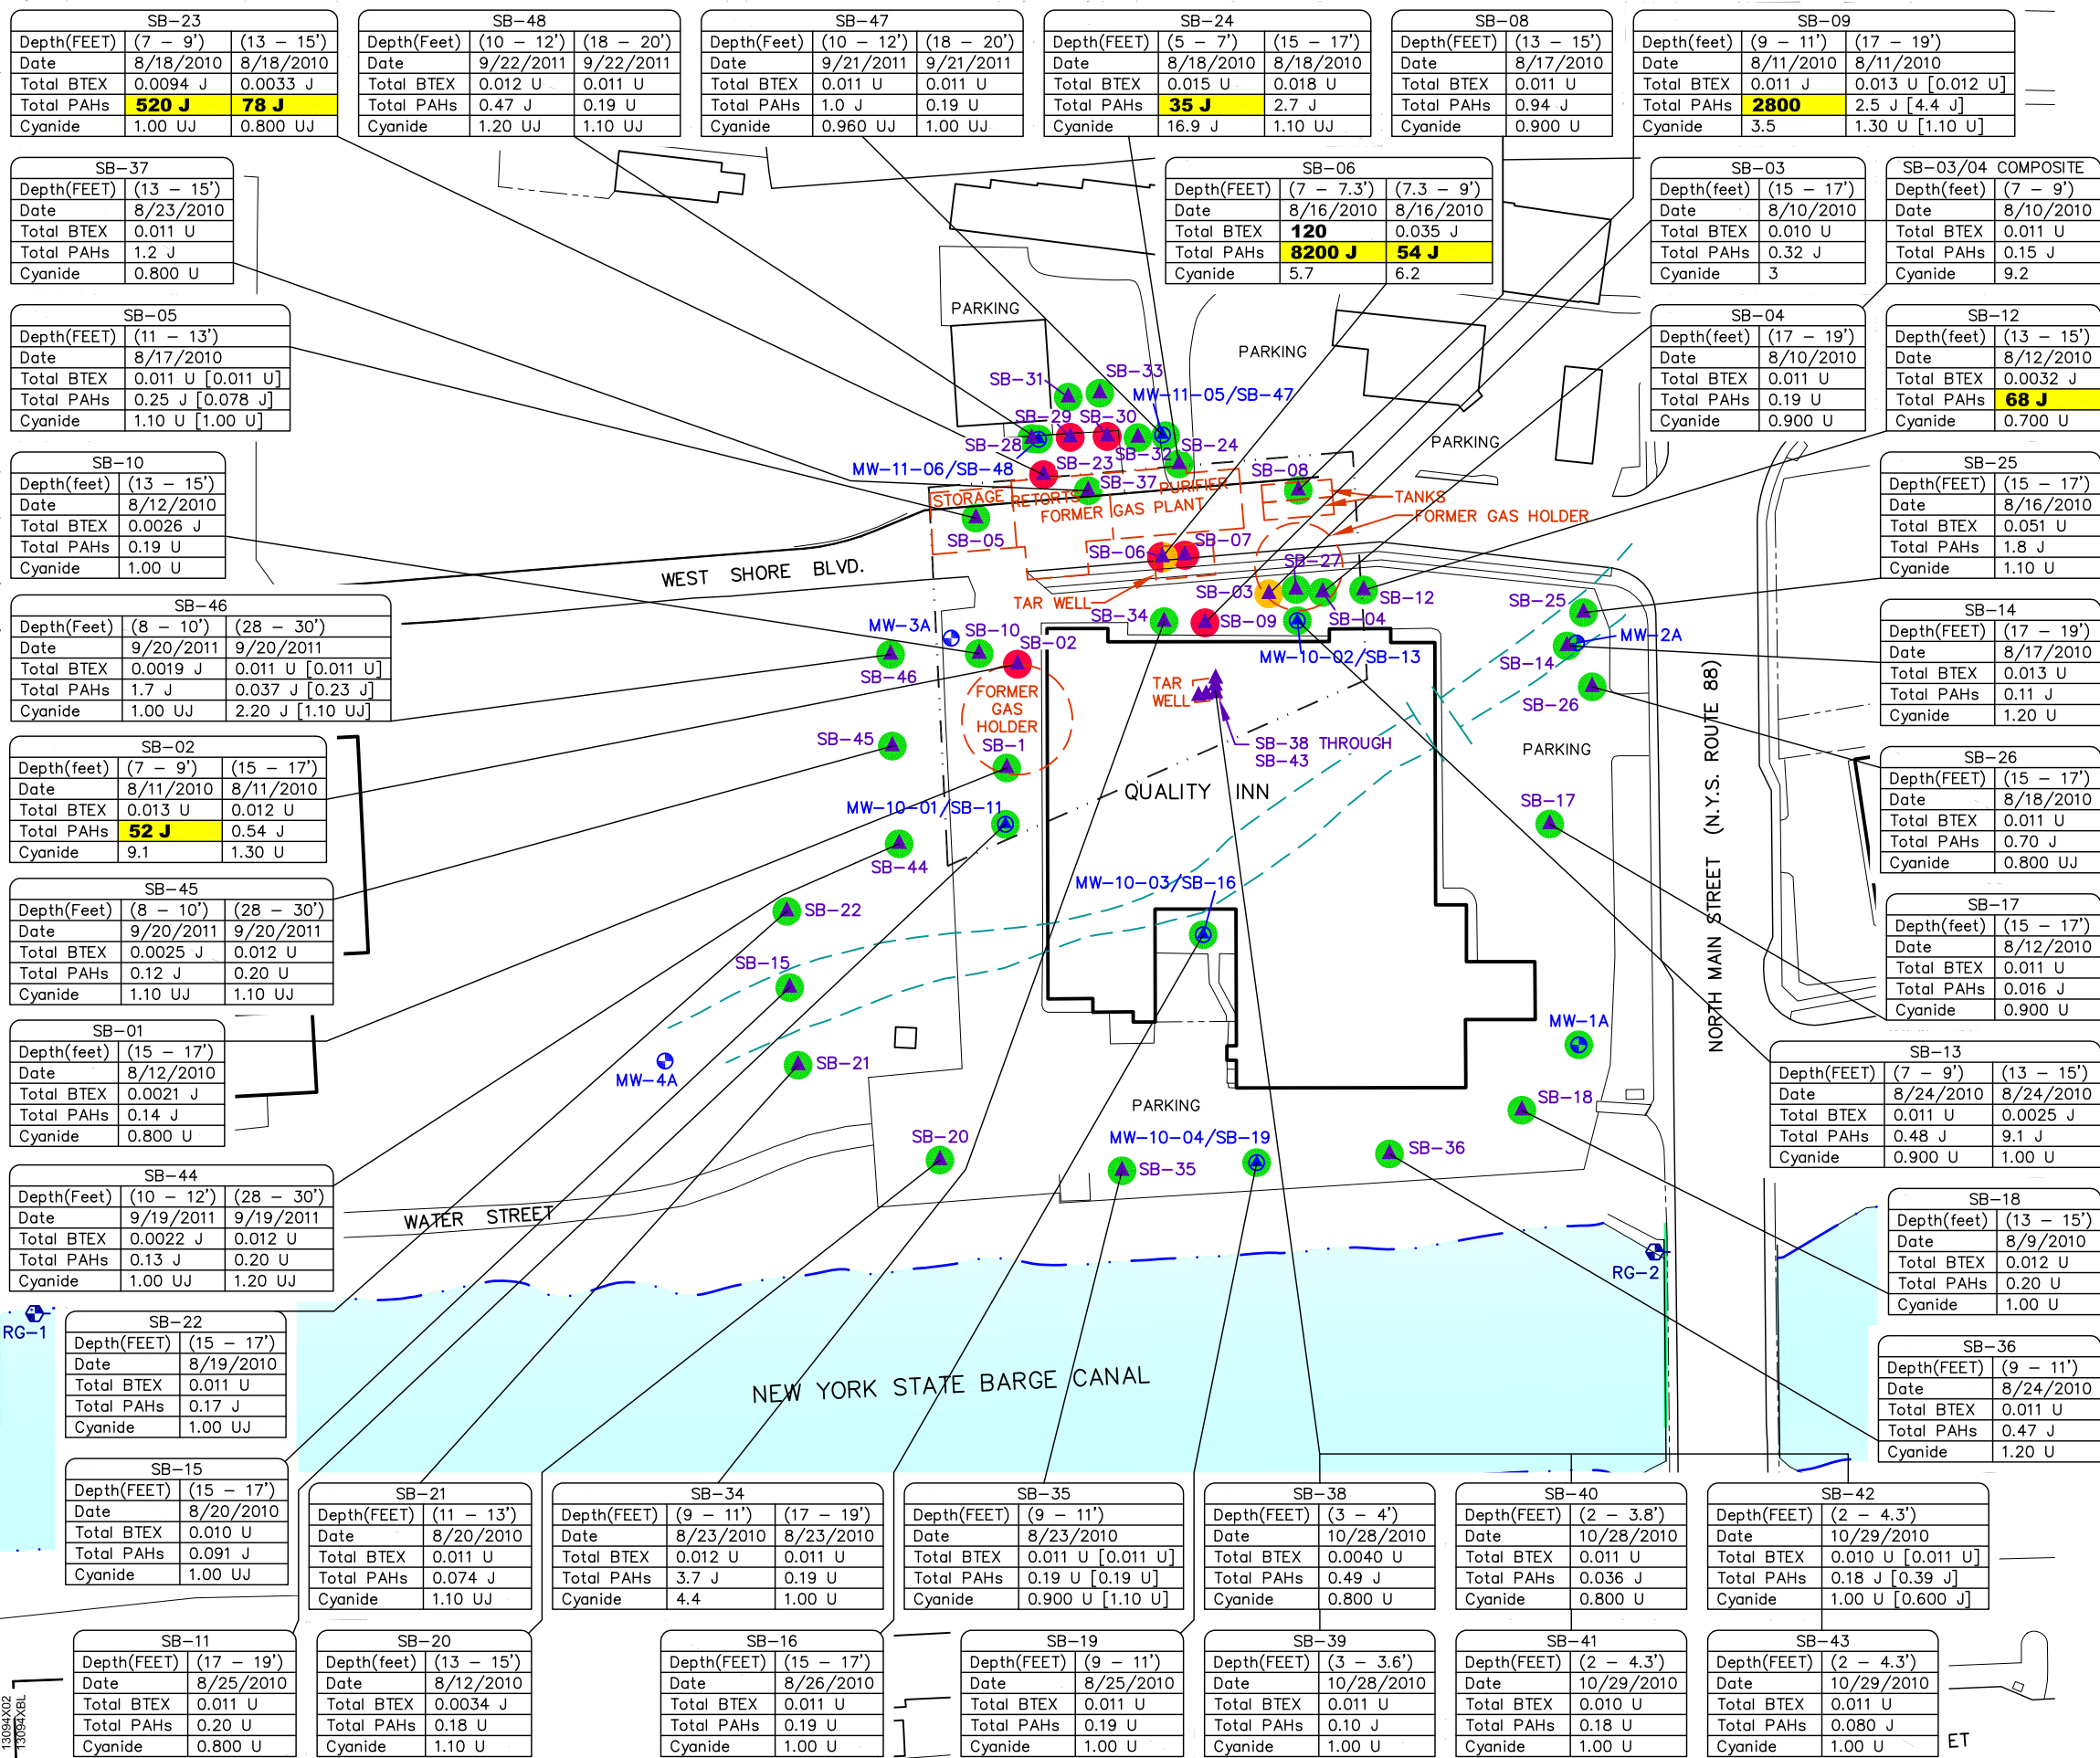 SB-23
Depth(FEET) (7 - 9') (13 - 15')
Date 8/18/2010 8/18/2010
Total BTEX 0.0094 J 0.0033 J
Total PAHs 520 J 78 J
Cyanide 1.00 UJ 0.800 UJ
SB-48
Depth(Feet) (10 - 12') (18 - 20')
Date 9/22/2011 9/22/2011
Total BTEX 0.012 U 0.011 U
Total PAHs 0.47 J 0.19 U
Cyanide 1.20 UJ 1.10 UJ
SB-47
Depth(Feet) (10 - 12') (18 - 20')
Date 9/21/2011 9/21/2011
Total BTEX 0.011 U 0.011 U
Total PAHs 1.0 J 0.19 U
Cyanide 0.960 UJ 1.00 UJ
SB-24
Depth(FEET) (5 - 7') (15 - 17')
Date 8/18/2010 8/18/2010
Total BTEX 0.015 U 0.018 U
Total PAHs 35 J 2.7 J
Cyanide 16.9 J 1.10 UJ
SB-08
Depth(FEET) (13 - 15')
Date 8/17/2010
Total BTEX 0.011 U
Total PAHs 0.94 J
Cyanide 0.900 U
SB-09
Depth(feet) (9 - 11') (17 - 19')
Date 8/11/2010 8/11/2010
Total BTEX 0.011 J 0.013 U [0.012 U]
Total PAHs 2800 2.5 J [4.4 J]
Cyanide 3.5 1.30 U [1.10 U]
SB-37
Depth(FEET) (13 - 15')
Date 8/23/2010
Total BTEX 0.011 U
Total PAHs 1.2 J
Cyanide 0.800 U
SB-06
Depth(FEET) (7 - 7.3') (7.3 - 9')
Date 8/16/2010 8/16/2010
Total BTEX 120 0.035 J
Total PAHs 8200 J 54 J
Cyanide 5.7 6.2
SB-03
Depth(feet) (15 - 17')
Date 8/10/2010
Total BTEX 0.010 U
Total PAHs 0.32 J
Cyanide 3
SB-03/04 COMPOSITE
Depth(feet) (7 - 9')
Date 8/10/2010
Total BTEX 0.011 U
Total PAHs 0.15 J
Cyanide 9.2
SB-05
Depth(FEET) (11 - 13')
Date 8/17/2010
Total BTEX 0.011 U [0.011 U]
Total PAHs 0.25 J [0.078 J]
Cyanide 1.10 U [1.00 U]
SB-04
Depth(feet) (17 - 19')
Date 8/10/2010
Total BTEX 0.011 U
Total PAHs 0.19 U
Cyanide 0.900 U
SB-12
Depth(feet) (13 - 15')
Date 8/12/2010
Total BTEX 0.0032 J
Total PAHs 68 J
Cyanide 0.700 U
SB-10
Depth(feet) (13 - 15')
Date 8/12/2010
Total BTEX 0.0026 J
Total PAHs 0.19 U
Cyanide 1.00 U
SB-25
Depth(FEET) (15 - 17')
Date 8/16/2010
Total BTEX 0.051 U
Total PAHs 1.8 J
Cyanide 1.10 U
SB-46
Depth(Feet) (8 - 10') (28 - 30')
Date 9/20/2011 9/20/2011
Total BTEX 0.0019 J 0.011 U [0.011 U]
Total PAHs 1.7 J 0.037 J [0.23 J]
Cyanide 1.00 UJ 2.20 J [1.10 UJ]
SB-14
Depth(FEET) (17 - 19')
Date 8/17/2010
Total BTEX 0.013 U
Total PAHs 0.11 J
Cyanide 1.20 U
SB-02
Depth(feet) (7 - 9') (15 - 17')
Date 8/11/2010 8/11/2010
Total BTEX 0.013 U 0.012 U
Total PAHs 52 J 0.54 J
Cyanide 9.1 1.30 U
SB-26
Depth(FEET) (15 - 17')
Date 8/18/2010
Total BTEX 0.011 U
Total PAHs 0.70 J
Cyanide 0.800 UJ
SB-45
Depth(Feet) (8 - 10') (28 - 30')
Date 9/20/2011 9/20/2011
Total BTEX 0.0025 J 0.012 U
Total PAHs 0.12 J 0.20 U
Cyanide 1.10 UJ 1.10 UJ
SB-17
Depth(feet) (15 - 17')
Date 8/12/2010
Total BTEX 0.011 U
Total PAHs 0.016 J
Cyanide 0.900 U
SB-01
Depth(feet) (15 - 17')
Date 8/12/2010
Total BTEX 0.0021 J
Total PAHs 0.14 J
Cyanide 0.800 U
SB-13
Depth(FEET) (7 - 9') (13 - 15')
Date 8/24/2010 8/24/2010
Total BTEX 0.011 U 0.0025 J
Total PAHs 0.48 J 9.1 J
Cyanide 0.900 U 1.00 U
SB-44
Depth(Feet) (10 - 12') (28 - 30')
Date 9/19/2011 9/19/2011
Total BTEX 0.0022 J 0.012 U
Total PAHs 0.13 J 0.20 U
Cyanide 1.00 UJ 1.20 UJ
SB-18
Depth(feet) (13 - 15')
Date 8/9/2010
Total BTEX 0.012 U
Total PAHs 0.20 U
Cyanide 1.00 U
SB-22
Depth(FEET) (15 - 17')
Date 8/19/2010
Total BTEX 0.011 U
Total PAHs 0.17 J
Cyanide 1.00 UJ
SB-36
Depth(FEET) (9 - 11')
Date 8/24/2010
Total BTEX 0.011 U
Total PAHs 0.47 J
Cyanide 1.20 U
SB-15
Depth(FEET) (15 - 17')
Date 8/20/2010
Total BTEX 0.010 U
Total PAHs 0.091 J
Cyanide 1.00 UJ
SB-21
Depth(FEET) (11 - 13')
Date 8/20/2010
Total BTEX 0.011 U
Total PAHs 0.074 J
Cyanide 1.10 UJ
SB-34
Depth(FEET) (9 - 11') (17 - 19')
Date 8/23/2010 8/23/2010
Total BTEX 0.012 U 0.011 U
Total PAHs 3.7 J 0.19 U
Cyanide 4.4 1.00 U
SB-35
Depth(FEET) (9 - 11')
Date 8/23/2010
Total BTEX 0.011 U [0.011 U]
Total PAHs 0.19 U [0.19 U]
Cyanide 0.900 U [1.10 U]
SB-38
Depth(FEET) (3 - 4')
Date 10/28/2010
Total BTEX 0.0040 U
Total PAHs 0.49 J
Cyanide 0.800 U
SB-40
Depth(FEET) (2 - 3.8')
Date 10/28/2010
Total BTEX 0.011 U
Total PAHs 0.036 J
Cyanide 0.800 U
SB-42
Depth(FEET) (2 - 4.3')
Date 10/29/2010
Total BTEX 0.010 U [0.011 U]
Total PAHs 0.18 J [0.39 J]
Cyanide 1.00 U [0.600 J]
SB-11
Depth(FEET) (17 - 19')
Date 8/25/2010
Total BTEX 0.011 U
Total PAHs 0.20 U
Cyanide 0.800 U
SB-20
Depth(feet) (13 - 15')
Date 8/12/2010
Total BTEX 0.0034 J
Total PAHs 0.18 U
Cyanide 1.10 U
SB-16
Depth(FEET) (15 - 17')
Date 8/26/2010
Total BTEX 0.011 U
Total PAHs 0.19 U
Cyanide 1.00 U
SB-19
Depth(FEET) (9 - 11')
Date 8/25/2010
Total BTEX 0.011 U
Total PAHs 0.19 U
Cyanide 1.00 U
SB-39
Depth(FEET) (3 - 3.6')
Date 10/28/2010
Total BTEX 0.011 U
Total PAHs 0.10 J
Cyanide 1.00 U
SB-41
Depth(FEET) (2 - 4.3')
Date 10/29/2010
Total BTEX 0.010 U
Total PAHs 0.18 U
Cyanide 1.00 U
SB-43
Depth(FEET) (2 - 4.3')
Date 10/29/2010
Total BTEX 0.011 U
Total PAHs 0.080 J
Cyanide 1.00 U
PARKING
PARKING
PARKING
SB-31
SB-33
MW-11-05/SB-47
SB-29
SB-30
SB-28
SB-32
SB-24
MW-11-06/SB-48
SB-23
SB-37
SB-08
STORAGE
RETORTS
PURIFIER
FORMER GAS PLANT
TANKS
FORMER GAS HOLDER
SB-05
SB-06
SB-07
SB-27
WEST SHORE BLVD.
TAR WELL
SB-03
SB-12
SB-34
SB-09
SB-04
SB-25
MW-2A
SB-14
MW-3A
SB-10
SB-02
MW-10-02/SB-13
SB-46
FORMER
GAS
HOLDER
TAR
WELL
SB-26
SB-45
SB-1
SB-38 THROUGH
SB-43
PARKING
QUALITY INN
MW-10-01/SB-11
SB-17
SB-44
MW-10-03/SB-16
SB-22
SB-15
NORTH MAIN STREET (N.Y.S. ROUTE 88)
MW-1A
SB-21
MW-4A
PARKING
SB-18
SB-20
MW-10-04/SB-19
SB-35
SB-36
WATER STREET
RG-2
RG-1
NEW YORK STATE BARGE CANAL
13094X02
13094XBL
ET